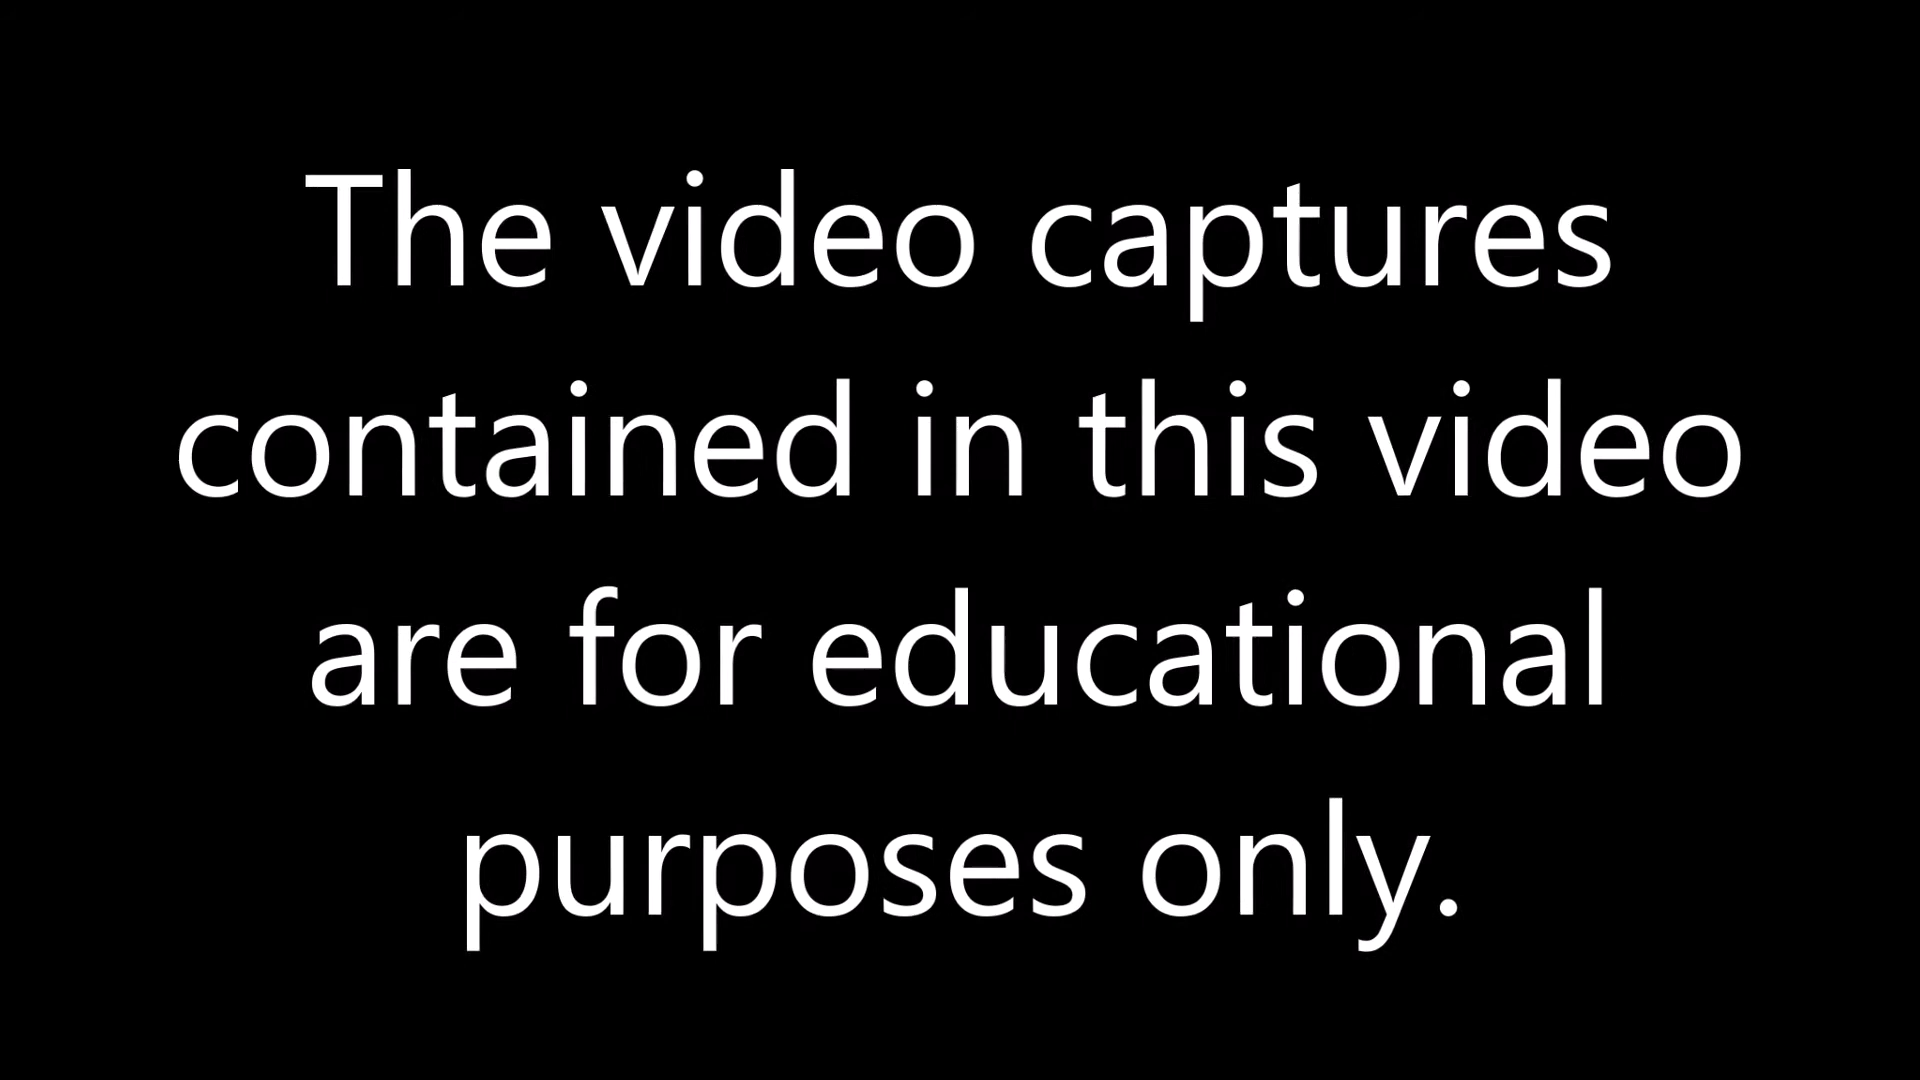 The video captures
contained in this video
are for educational
purposes only.